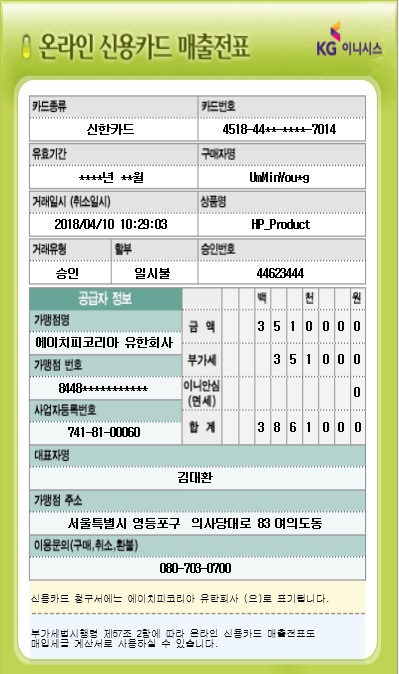 온라인 신용카드 매출전표
KG 이니시스
카드종류 카드번호
신한카드 4518-44**-****-7014
유효기간 구매자명
****년 **월 UmMinYou*g
거래일시 (취소일시) 상품명
2018/04/10 10:29:03 HP_Product
거래유형 할부 승인번호
승인 일시불 44623444
공급자 정보 백 천 원
가맹점명
에이치피코리아 유한회사
금 액 3 5 1 0 0 0 0
가맹점 번호
8448***********
부가세 3 5 1 0 0 0
이니안심 (면세) 0
사업자등록번호
741-81-00060
합 계 3 8 6 1 0 0 0
대표자명
김대환
가맹점 주소
서울특별시 영등포구 의사당대로 83 여의도동
이용문의(구매,취소,환불)
080-703-0700
신용카드 청구서에는 에이치피코리아 유한회사 (으)로 표기됩니다.
부가세법시행령 제57조 2항에 따라 온라인 신용카드 매출전표도
매입세금 계산서로 사용하실 수 있습니다.